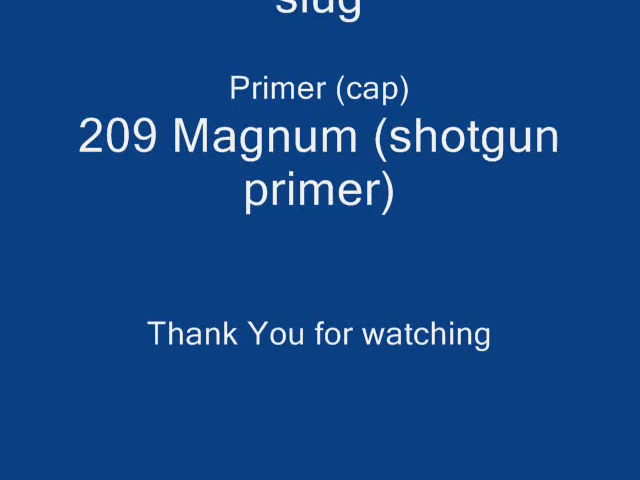 slug
Primer (cap)
209 Magnum (shotgun
primer)
Thank You for watching